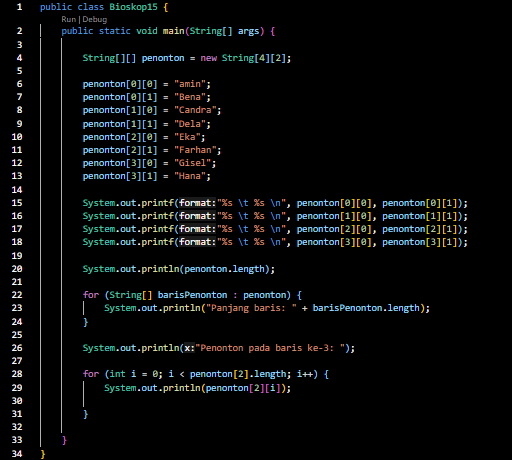 1 public class Bioskop15 {
Run | Debug
2 public static void main(String[] args) {
3
4 String[][] penonton = new String[4][2];
5
6 penonton[0][0] = "amin";
7 penonton[0][1] = "Bena";
8 penonton[1][0] = "Candra";
9 penonton[1][1] = "Dela";
10 penonton[2][0] = "Eka";
11 penonton[2][1] = "Farhan";
12 penonton[3][0] = "Gisel";
13 penonton[3][1] = "Hana";
14
15 System.out.printf(format:"%s \t %s \n", penonton[0][0], penonton[0][1]);
16 System.out.printf(format:"%s \t %s \n", penonton[1][0], penonton[1][1]);
17 System.out.printf(format:"%s \t %s \n", penonton[2][0], penonton[2][1]);
18 System.out.printf(format:"%s \t %s \n", penonton[3][0], penonton[3][1]);
19
20 System.out.println(penonton.length);
21
22 for (String[] barisPenonton : penonton) {
23 System.out.println("Panjang baris: " + barisPenonton.length);
24 }
25
26 System.out.println(x:"Penonton pada baris ke-3: ");
27
28 for (int i = 0; i < penonton[2].length; i++) {
29 System.out.println(penonton[2][i]);
30
31 }
32
33 }
34 }